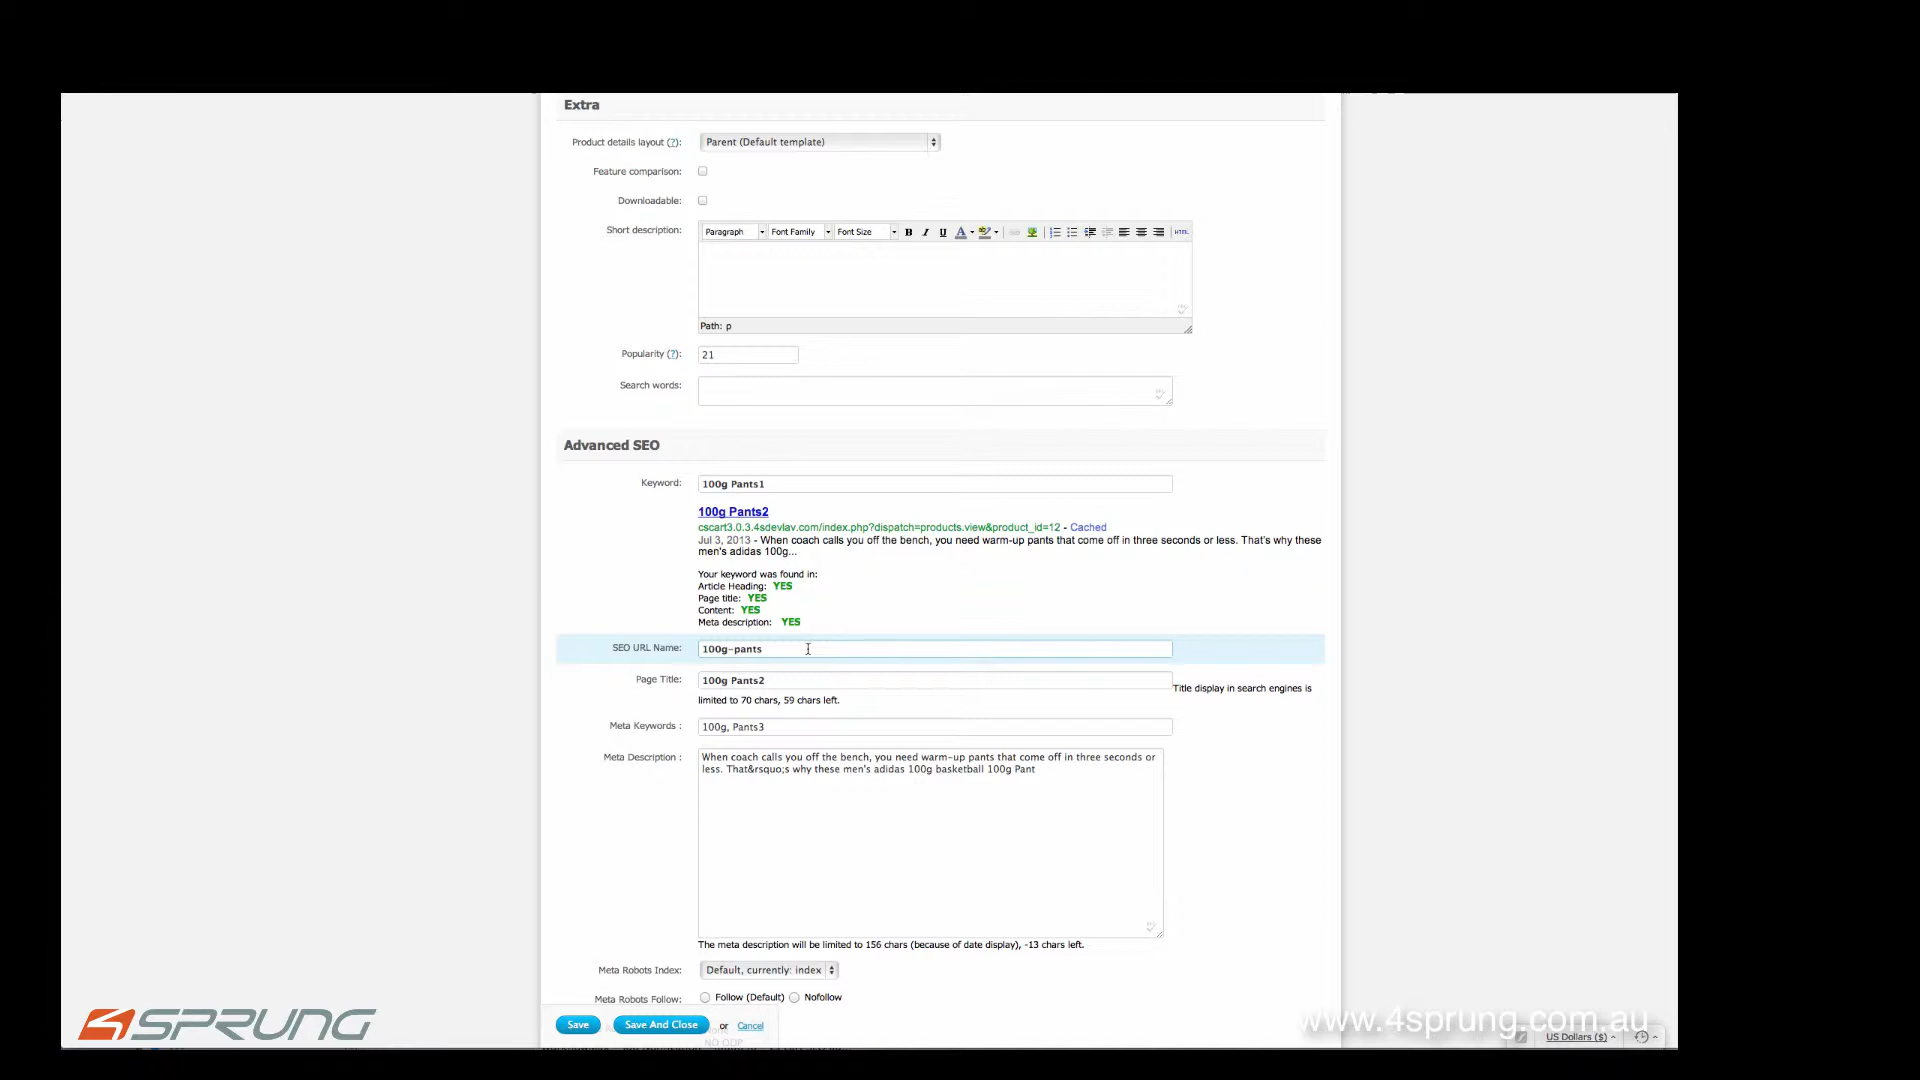 Extra
Product details layout (?): Parent (Default template)
Feature comparison:
Downloadable:
Short description: Paragraph Font Family Font Size B I U A HTML
Path: p
Popularity (?): 21
Search words:
Advanced SEO
Keyword: 100g Pants1
100g Pants2
cscart3.0.3.4sdevlav.com/index.php?dispatch=products.view&product_id=12 - Cached
Jul 3, 2013 - When coach calls you off the bench, you need warm-up pants that come off in three seconds or less. That's why these
men's adidas 100g...
Your keyword was found in:
Article Heading: YES
Page title: YES
Content: YES
Meta description: YES
SEO URL Name: 100g-pants
Page Title: 100g Pants2
Title display in search engines is
limited to 70 chars, 59 chars left.
Meta Keywords : 100g, Pants3
Meta Description : When coach calls you off the bench, you need warm-up pants that come off in three seconds or
less. That&rsquo;s why these men's adidas 100g basketball 100g Pant
The meta description will be limited to 156 chars (because of date display), -13 chars left.
Meta Robots Index: Default, currently: index
Meta Robots Follow: Follow (Default) Nofollow
Save Save And Close or Cancel
NO ODP
4SPRUNG
www.4sprung.com.au
US Dollars ($)